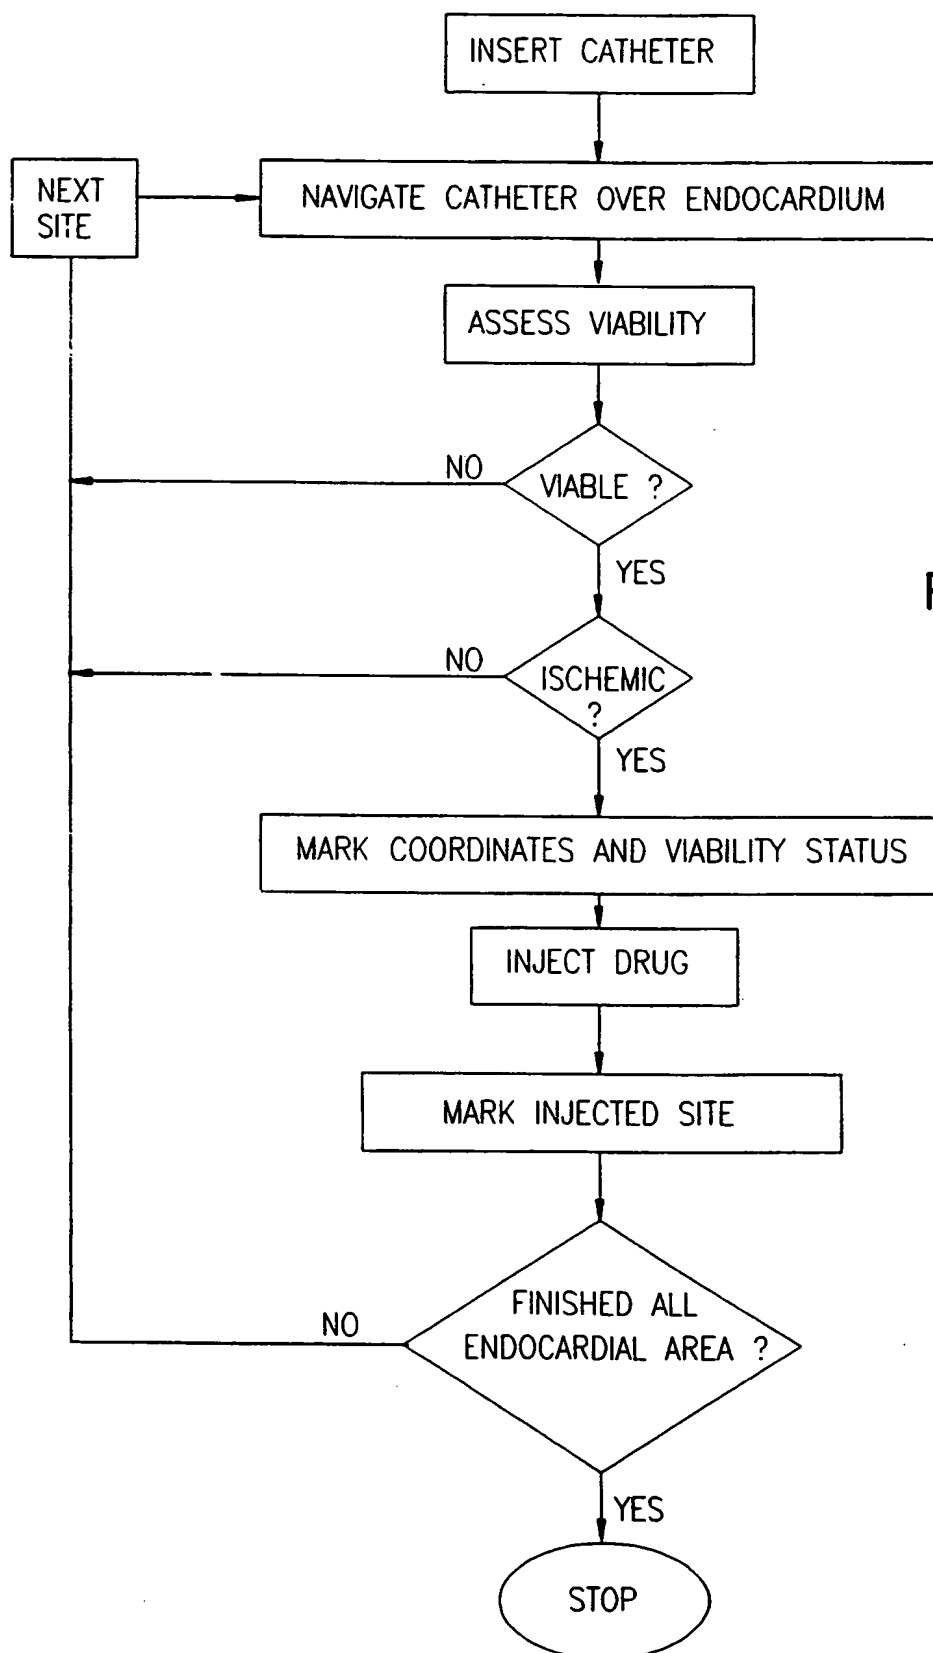 INSERT CATHETER
NEXT
SITE
NAVIGATE CATHETER OVER ENDOCARDIUM
ASSESS VIABILITY
NO
VIABLE ?
YES
NO
ISCHEMIC
?
YES
MARK COORDINATES AND VIABILITY STATUS
INJECT DRUG
MARK INJECTED SITE
NO
FINISHED ALL
ENDOCARDIAL AREA ?
YES
STOP